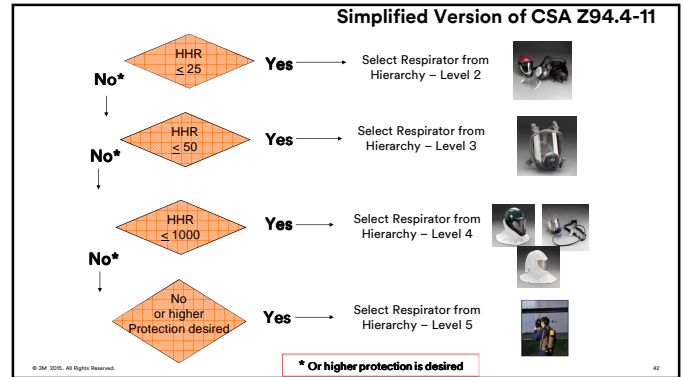 Simplified Version of CSA Z94.4-11
HHR
≤ 25
Yes
Select Respirator from
Hierarchy – Level 2
No*
HHR
≤ 50
Yes
Select Respirator from
Hierarchy – Level 3
No*
HHR
≤ 1000
Yes
Select Respirator from
Hierarchy – Level 4
No*
No
or higher
Protection desired
Yes
Select Respirator from
Hierarchy – Level 5
© 3M 2015. All Rights Reserved.
* Or higher protection is desired
42